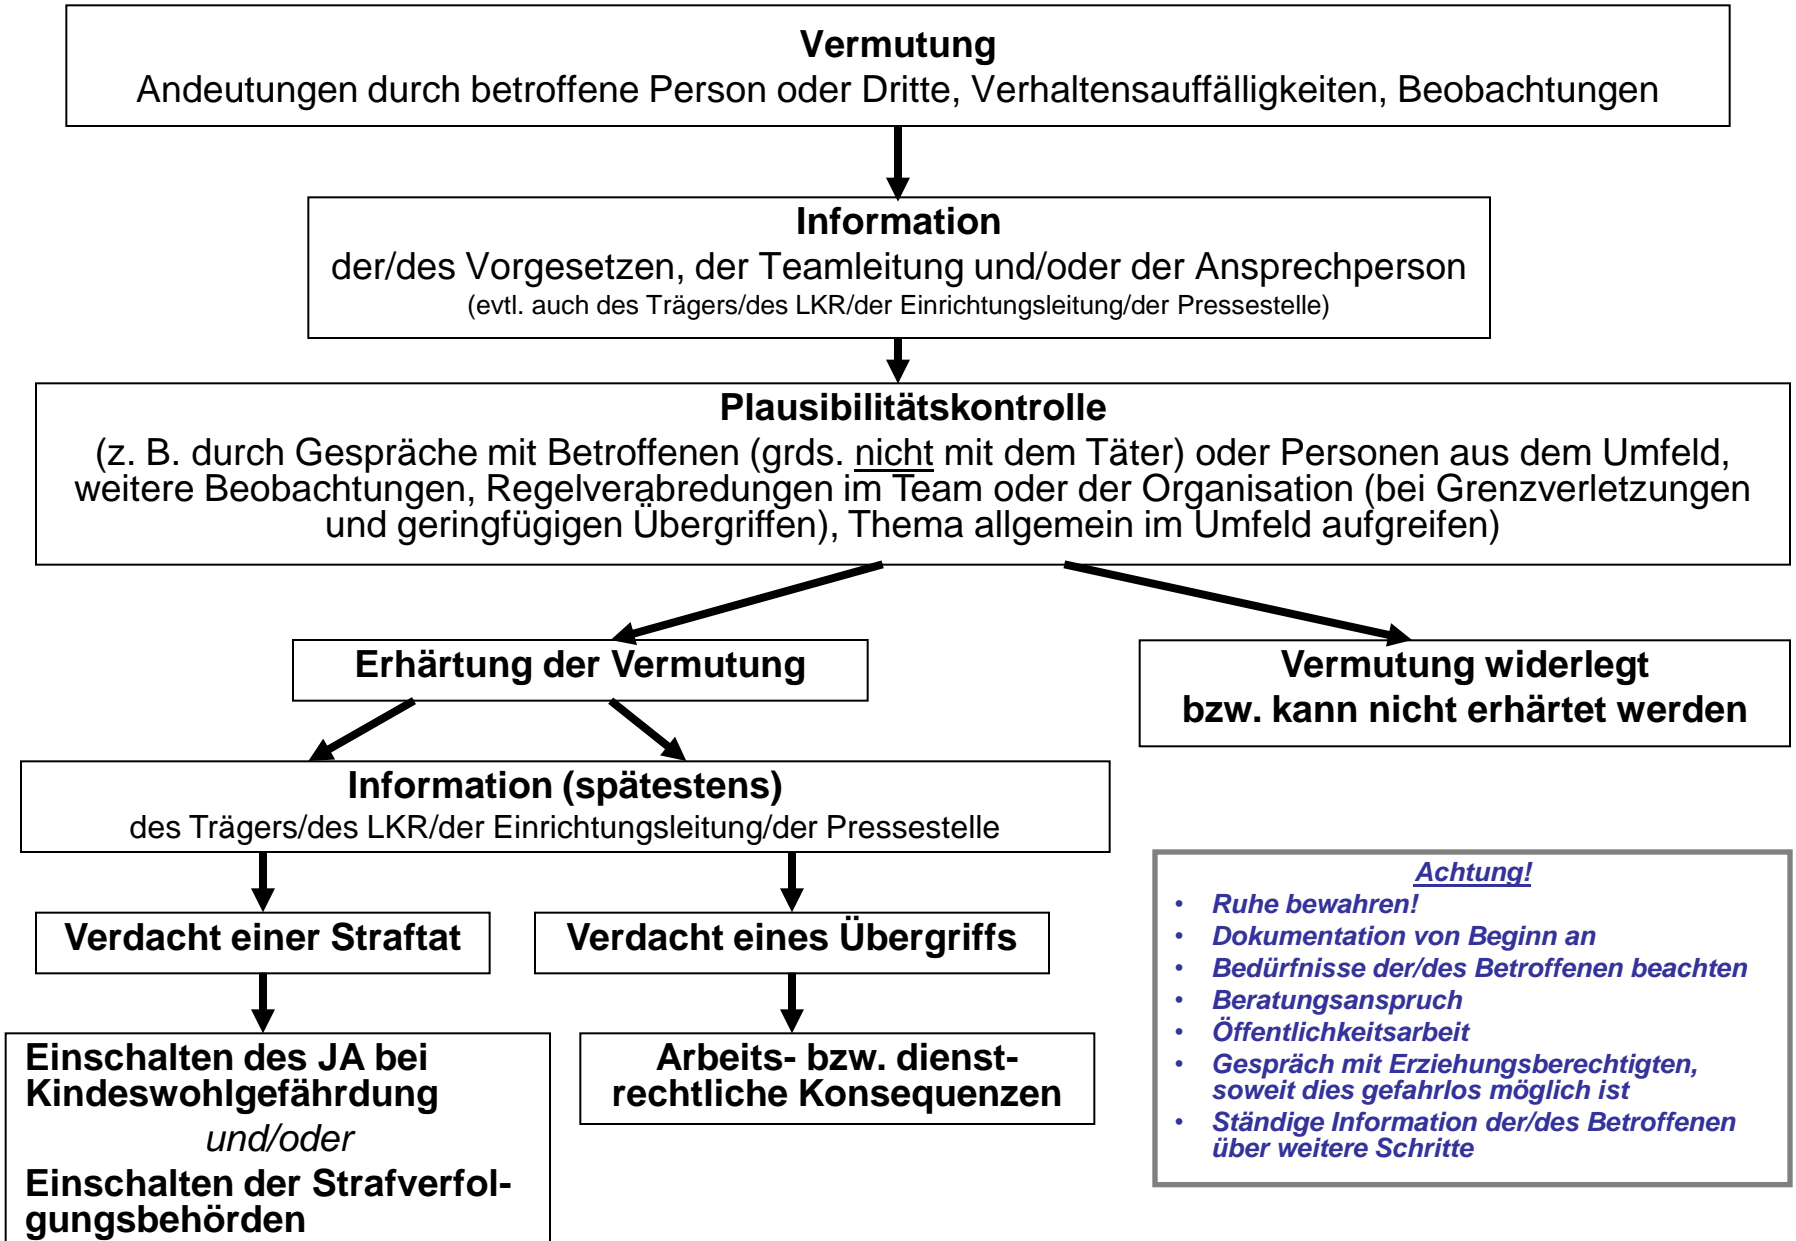 Vermutung
Andeutungen durch betroffene Person oder Dritte, Verhaltensauffälligkeiten, Beobachtungen
Information
der/des Vorgesetzen, der Teamleitung und/oder der Ansprechperson
(evtl. auch des Trägers/des LKR/der Einrichtungsleitung/der Pressestelle)
Plausibilitätskontrolle
(z. B. durch Gespräche mit Betroffenen (grds. nicht mit dem Täter) oder Personen aus dem Umfeld,
weitere Beobachtungen, Regelverabredungen im Team oder der Organisation (bei Grenzverletzungen
und geringfügigen Übergriffen), Thema allgemein im Umfeld aufgreifen)
Erhärtung der Vermutung
Vermutung widerlegt
bzw. kann nicht erhärtet werden
Information (spätestens)
des Trägers/des LKR/der Einrichtungsleitung/der Pressestelle
Verdacht einer Straftat
Verdacht eines Übergriffs
Einschalten des JA bei
Kindeswohlgefährdung
und/oder
Einschalten der Strafverfol-
gungsbehörden
Arbeits- bzw. dienst-
rechtliche Konsequenzen
Achtung!
• Ruhe bewahren!
• Dokumentation von Beginn an
• Bedürfnisse der/des Betroffenen beachten
• Beratungsanspruch
• Öffentlichkeitsarbeit
• Gespräch mit Erziehungsberechtigten,
soweit dies gefahrlos möglich ist
• Ständige Information der/des Betroffenen
über weitere Schritte